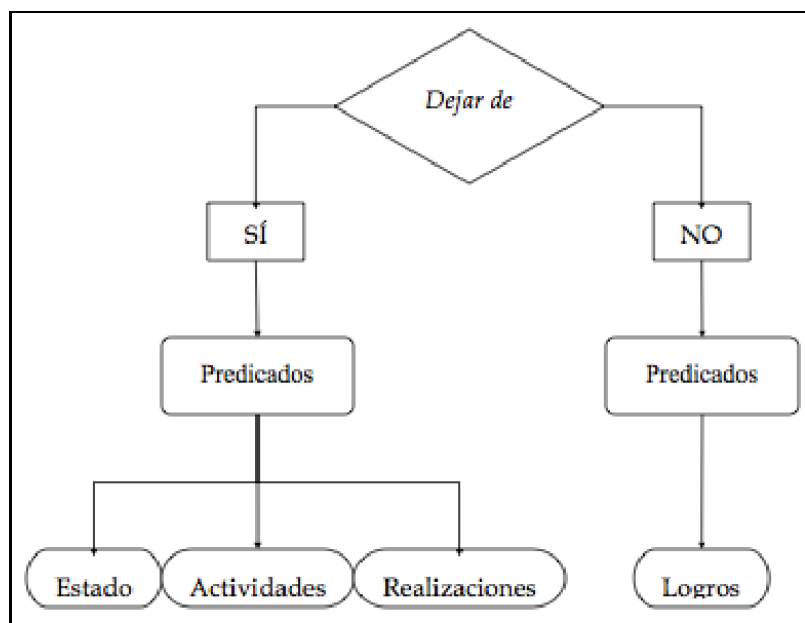 Dejar de
SÍ
NO
Predicados
Predicados
Estado
Actividades
Realizaciones
Logros